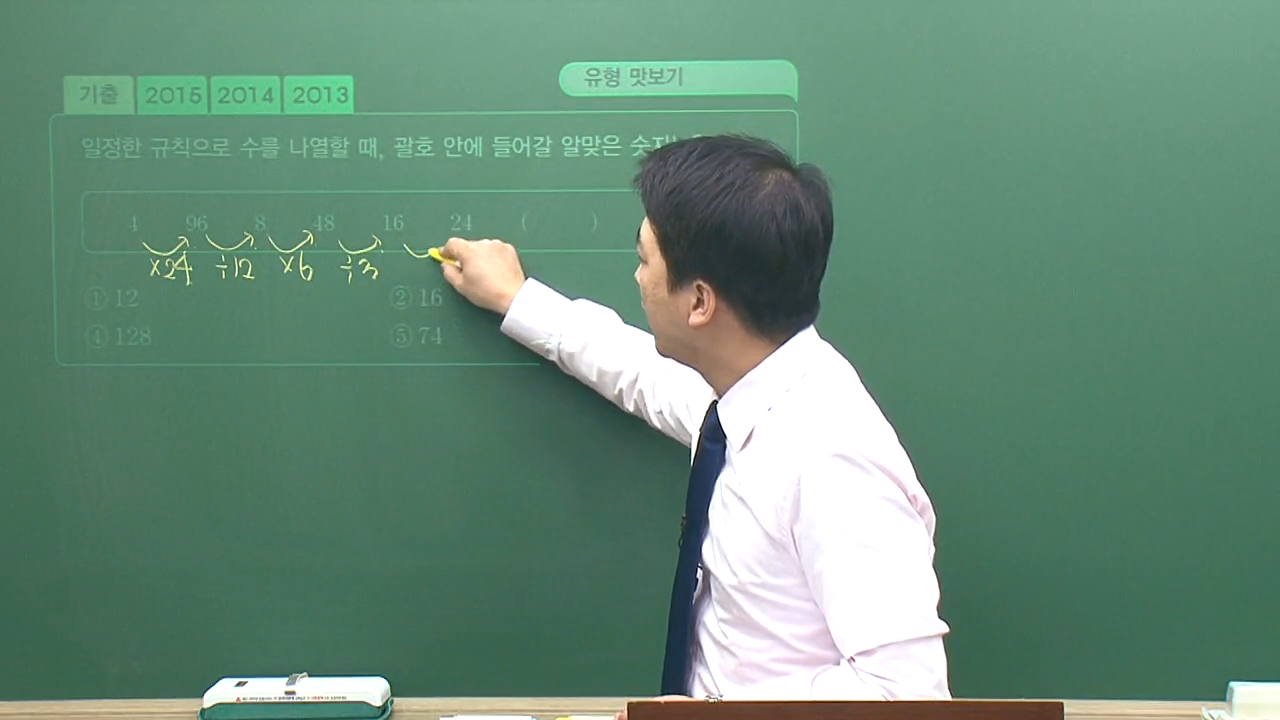 기출 2015 2014 2013
유형 맛보기
일정한 규칙으로 수를 나열할 때, 괄호 안에 들어갈 알맞은
4 96 8 48 16 24 ( )
×24 ÷12 ×6 ÷3
① 12 ② 16
④ 128 ⑤ 74